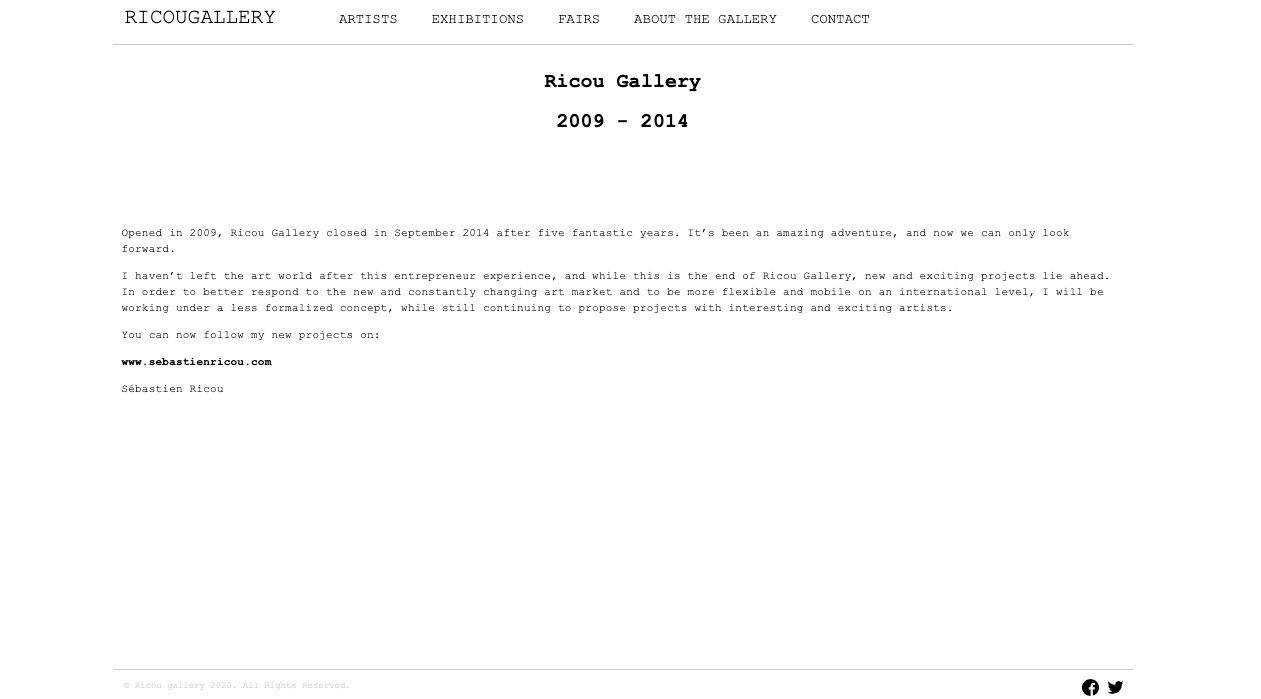 RICOUGALLERY ARTISTS EXHIBITIONS FAIRS ABOUT THE GALLERY CONTACT
Ricou Gallery
2009 – 2014
Opened in 2009, Ricou Gallery closed in September 2014 after five fantastic years. It’s been an amazing adventure, and now we can only look
forward.
I haven’t left the art world after this entrepreneur experience, and while this is the end of Ricou Gallery, new and exciting projects lie ahead.
In order to better respond to the new and constantly changing art market and to be more flexible and mobile on an international level, I will be
working under a less formalized concept, while still continuing to propose projects with interesting and exciting artists.
You can now follow my new projects on:
www.sebastienricou.com
Sébastien Ricou
© Ricou gallery 2020. All Rights Reserved.